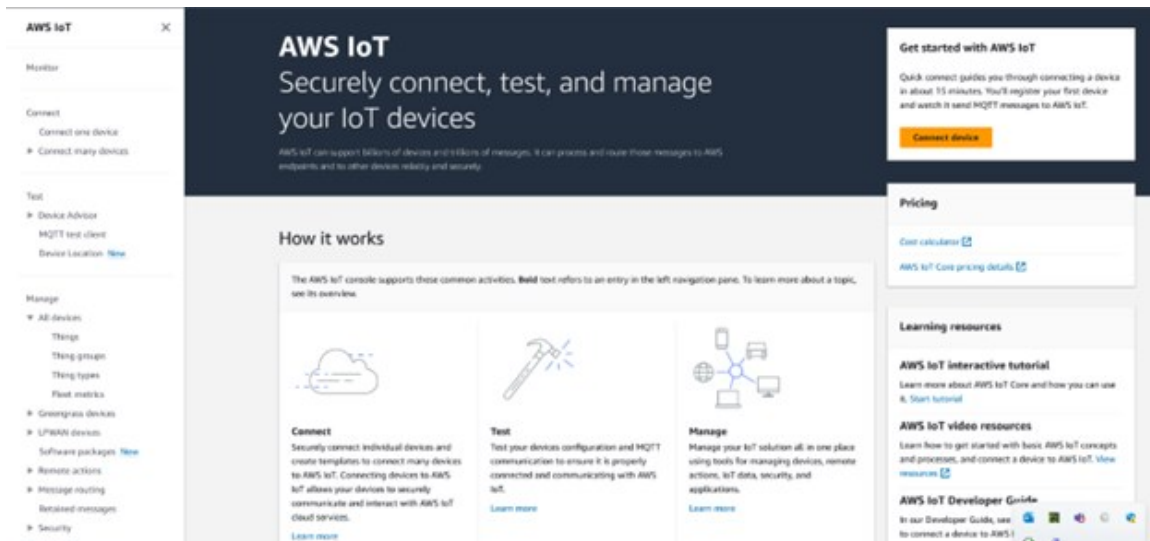 AWS IoT
Monitor
Connect
Connect one device
Connect many devices
Test
Device Advisor
MQTT test client
Device Location New
Manage
All devices
Things
Thing groups
Thing types
Fleet metrics
Greengrass devices
LPWAN devices
Software packages New
Remote actions
Message routing
Retained messages
Security
AWS IoT
Securely connect, test, and manage
your IoT devices
AWS IoT can support billions of devices and trillions of messages. It can process and route those messages to AWS
endpoints and to other devices reliably and securely.
How it works
The AWS IoT console supports these common activities. Bold text refers to an entry in the left navigation pane. To learn more about a topic,
see its overview.
Connect
Securely connect individual devices and
create templates to connect many devices
to AWS IoT. Connecting devices to AWS
IoT allows your devices to securely
communicate and interact with AWS IoT
cloud services.
Learn more
Test
Test your devices configuration and MQTT
communication to ensure it is properly
connected and communicating with AWS
IoT.
Learn more
Manage
Manage your IoT solution all in one place
using tools for managing devices, remote
actions, IoT data, security, and
applications.
Learn more
Get started with AWS IoT
Quick connect guides you through connecting a device
in about 15 minutes. You'll register your first device
and watch it send MQTT messages to AWS IoT.
Connect device
Pricing
Cost calculator
AWS IoT Core pricing details
Learning resources
AWS IoT interactive tutorial
Learn more about AWS IoT Core and how you can use
it. Start tutorial
AWS IoT video resources
Learn how to get started with basic AWS IoT concepts
and processes, and connect a device to AWS IoT. View
resources
AWS IoT Developer Guide
In our Developer Guide, see
to connect a device to AWS